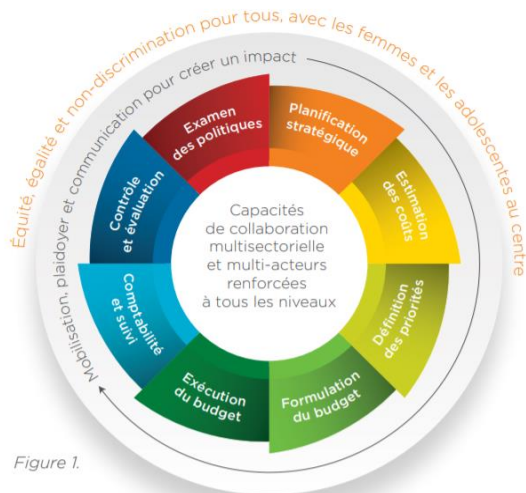 Équité, égalité et non-discrimination pour tous, avec les femmes et les adolescentes au centre
Mobilisation, plaidoyer et communication pour créer un impact
Examen
des politiques
Planification
stratégique
Estimation
des coûts
Définition
des priorités
Formulation
du budget
Exécution
du budget
Comptabilité
et suivi
Contrôle
et évaluation
Capacités
de collaboration
multisectorielle
et multi-acteurs
renforcées
à tous les niveaux
Figure 1.